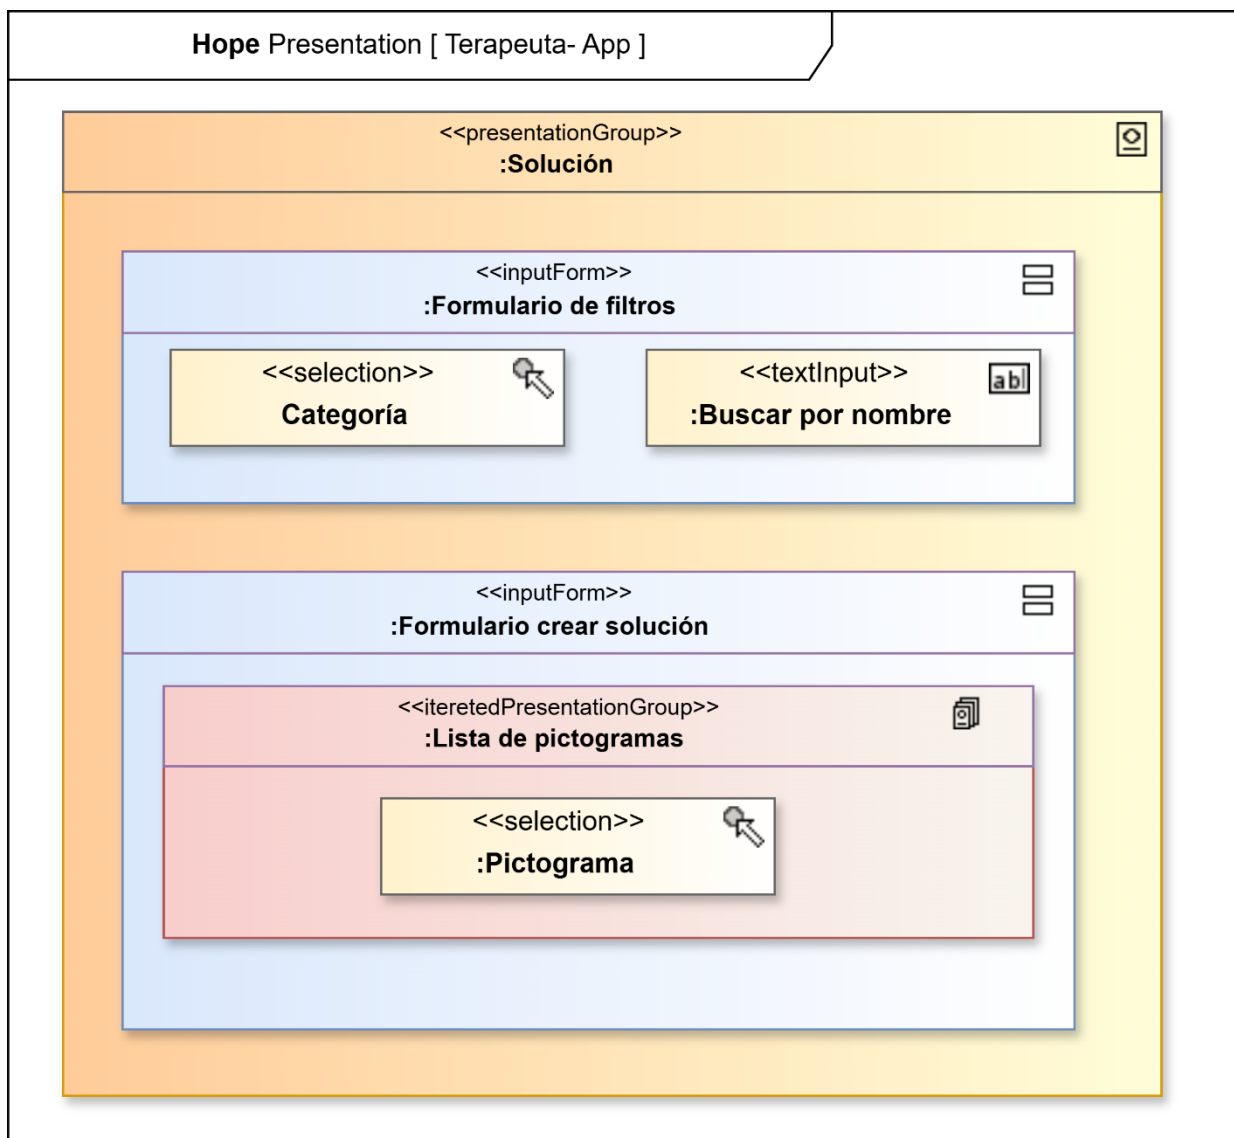 Hope Presentation [ Terapeuta- App ]
<<presentationGroup>>
:Solución
<<inputForm>>
:Formulario de filtros
<<selection>>
Categoría
<<textInput>>
:Buscar por nombre
abl
<<inputForm>>
:Formulario crear solución
<<iteretedPresentationGroup>>
:Lista de pictogramas
<<selection>>
:Pictograma